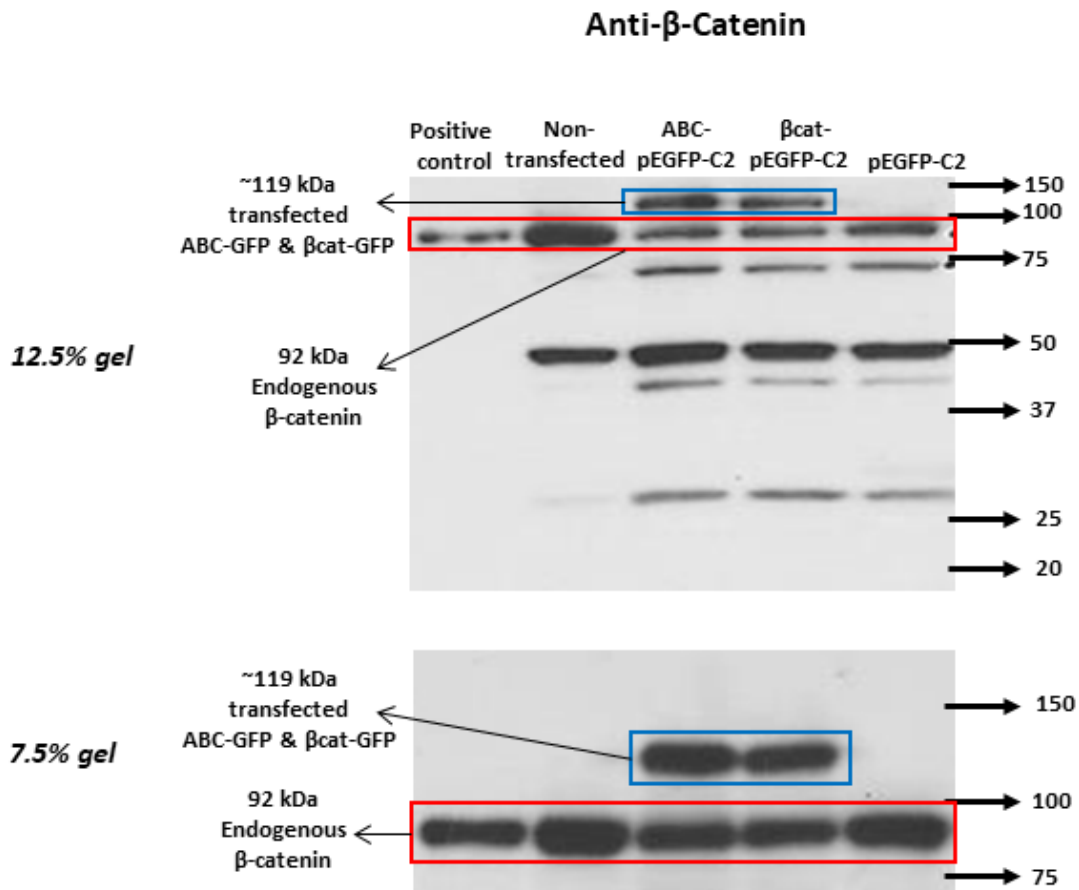 Anti-β-Catenin
Positive
control
Non-
transfected
ABC-
pEGFP-C2
βcat-
pEGFP-C2
pEGFP-C2
~119 kDa
transfected
ABC-GFP & βcat-GFP
150
100
75
12.5% gel
92 kDa
Endogenous
β-catenin
50
37
25
20
~119 kDa
transfected
ABC-GFP & βcat-GFP
150
7.5% gel
92 kDa
Endogenous
β-catenin
100
75